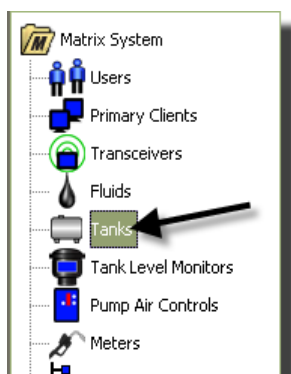 Matrix System
Users
Primary Clients
Transceivers
Fluids
Tanks
Tank Level Monitors
Pump Air Controls
Meters